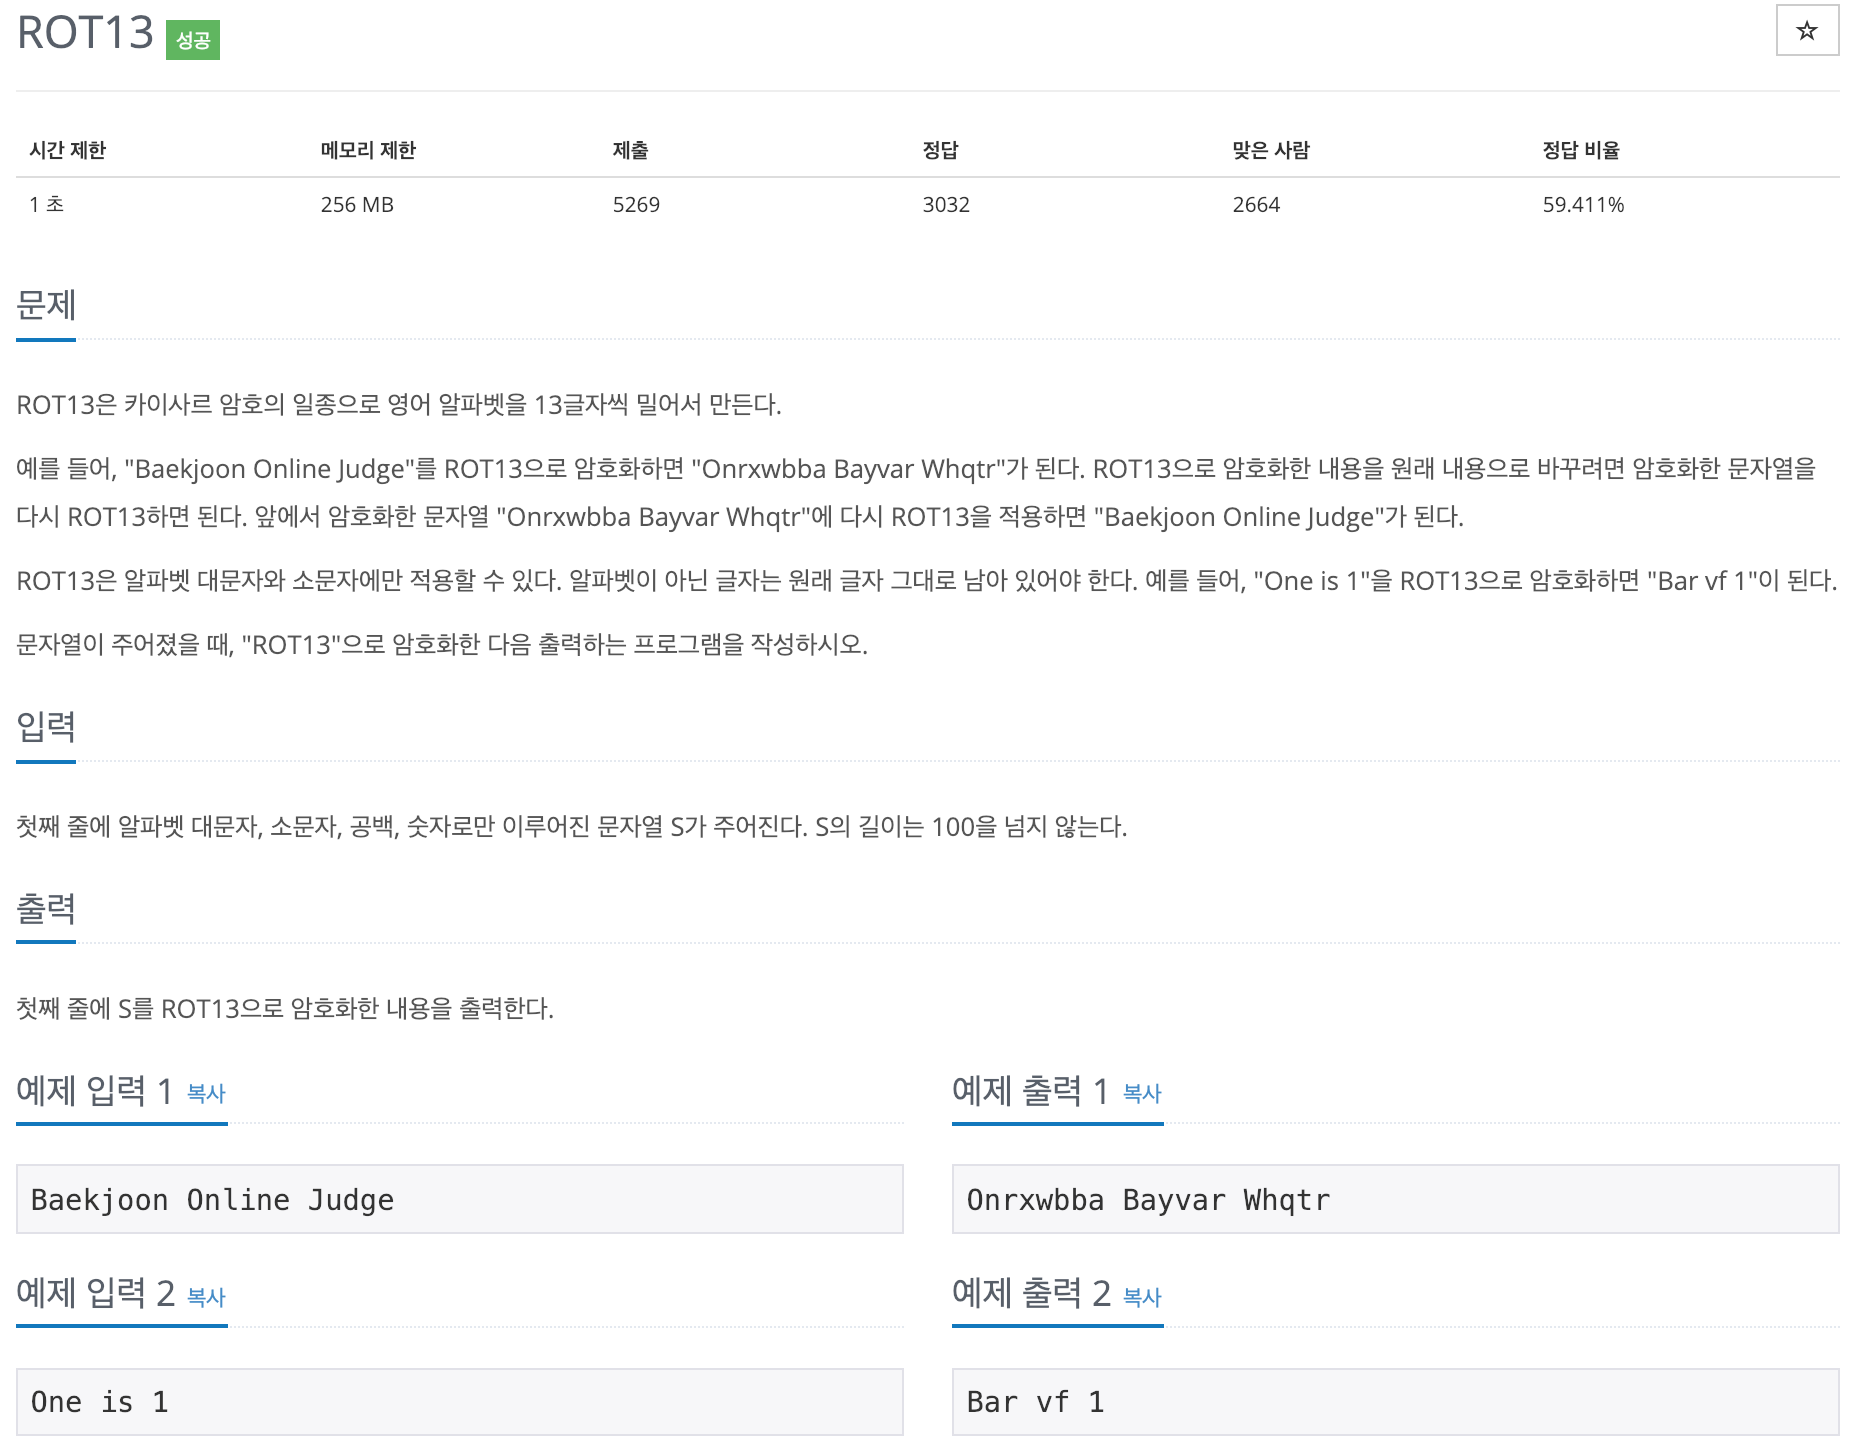 ROT13 성공
☆
시간 제한 메모리 제한 제출 정답 맞은 사람 정답 비율
1 초 256 MB 5269 3032 2664 59.411%
문제
ROT13은 카이사르 암호의 일종으로 영어 알파벳을 13글자씩 밀어서 만든다.
예를 들어, "Baekjoon Online Judge"를 ROT13으로 암호화하면 "Onrxwbba Bayvar Whqtr"가 된다. ROT13으로 암호화한 내용을 원래 내용으로 바꾸려면 암호화한 문자열을
다시 ROT13하면 된다. 앞에서 암호화한 문자열 "Onrxwbba Bayvar Whqtr"에 다시 ROT13을 적용하면 "Baekjoon Online Judge"가 된다.
ROT13은 알파벳 대문자와 소문자에만 적용할 수 있다. 알파벳이 아닌 글자는 원래 글자 그대로 남아 있어야 한다. 예를 들어, "One is 1"을 ROT13으로 암호화하면 "Bar vf 1"이 된다.
문자열이 주어졌을 때, "ROT13"으로 암호화한 다음 출력하는 프로그램을 작성하시오.
입력
첫째 줄에 알파벳 대문자, 소문자, 공백, 숫자로만 이루어진 문자열 S가 주어진다. S의 길이는 100을 넘지 않는다.
출력
첫째 줄에 S를 ROT13으로 암호화한 내용을 출력한다.
예제 입력 1 복사
Baekjoon Online Judge
예제 출력 1 복사
Onrxwbba Bayvar Whqtr
예제 입력 2 복사
One is 1
예제 출력 2 복사
Bar vf 1